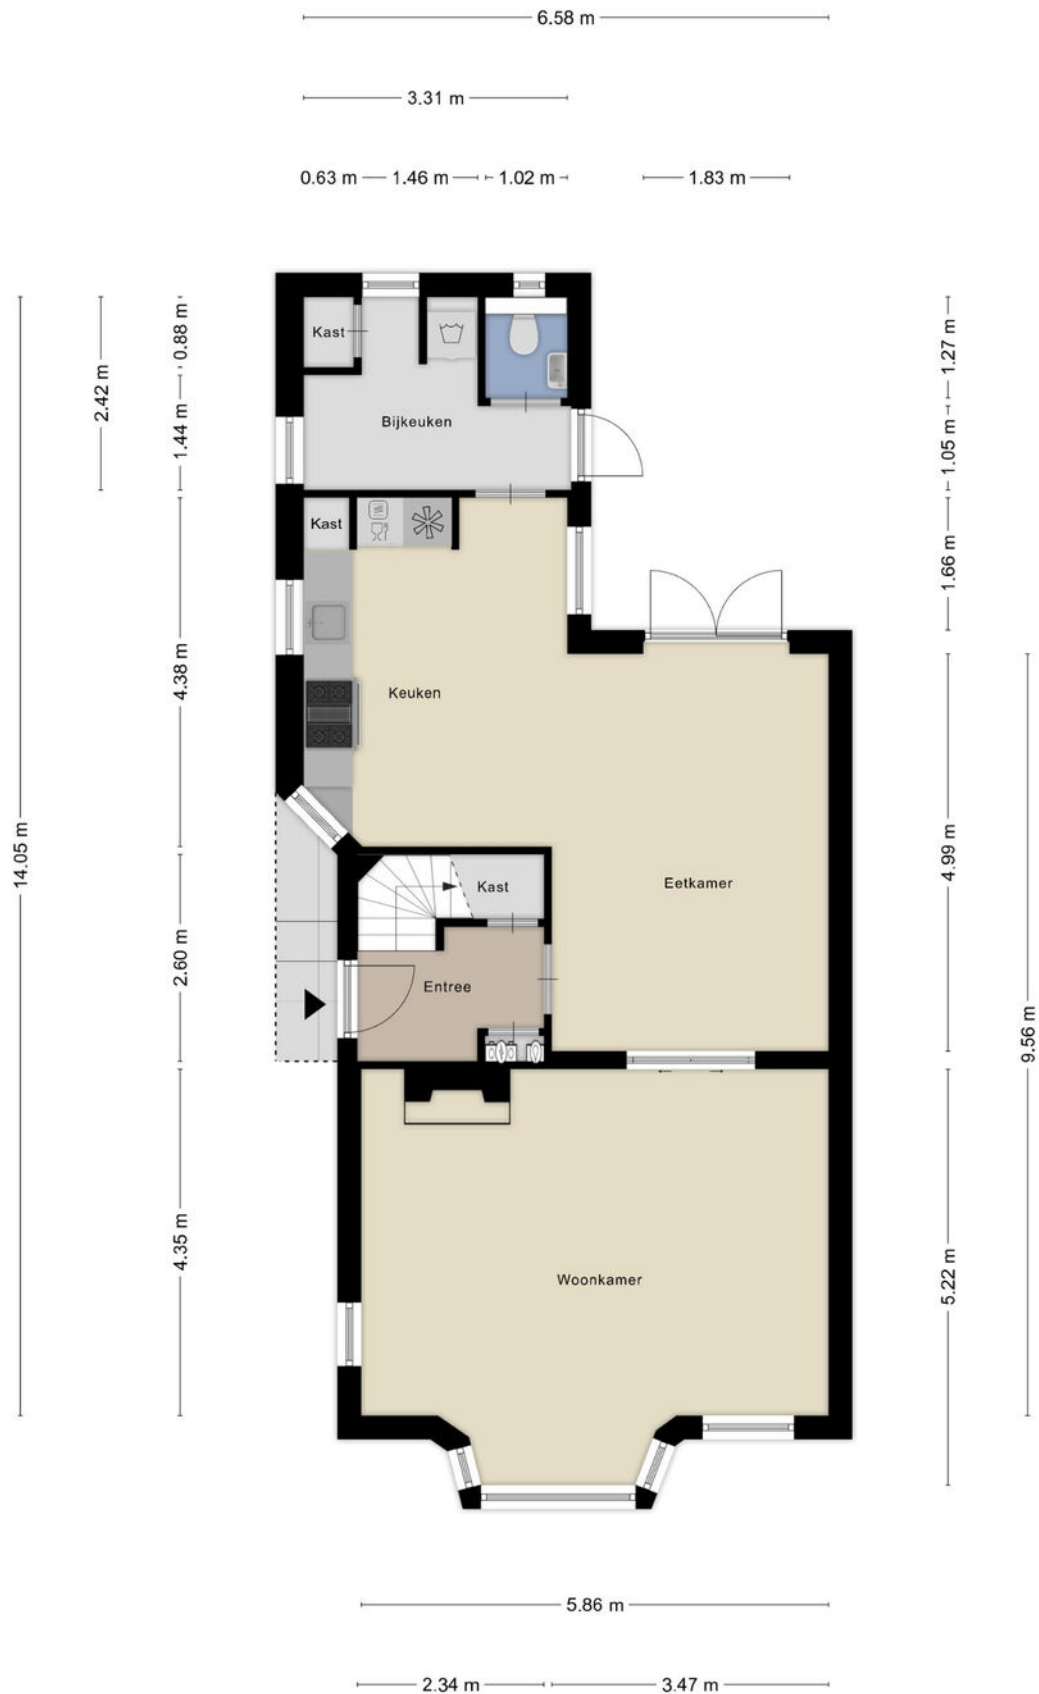 6.58 m
3.31 m
0.63 m
1.46 m
1.02 m
1.83 m
14.05 m
2.42 m
0.88 m
1.44 m
4.38 m
2.60 m
4.35 m
Kast
Bijkeuken
Kast
Keuken
Kast
Eetkamer
Entree
Woonkamer
1.27 m
1.05 m
1.66 m
4.99 m
5.22 m
9.56 m
5.86 m
2.34 m
3.47 m